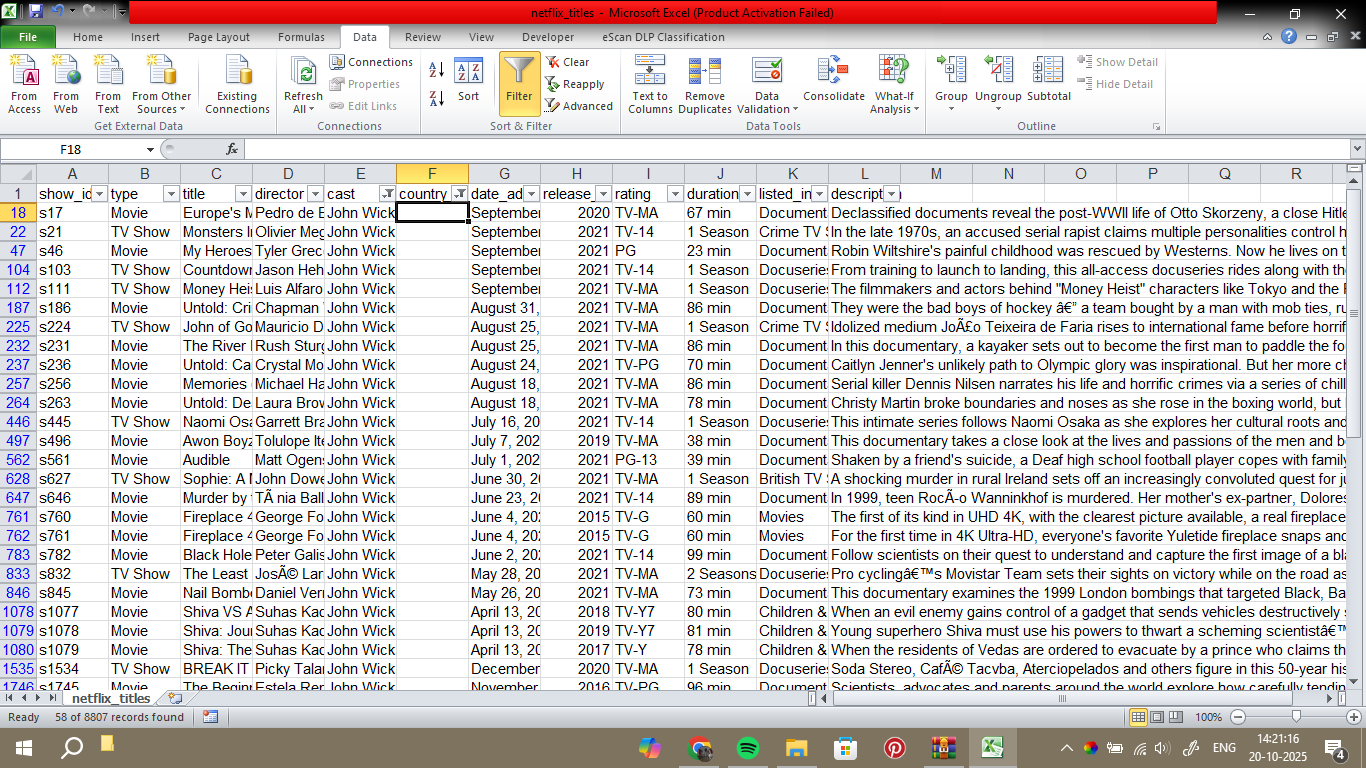 netflix_titles - Microsoft Excel (Product Activation Failed)
File Home Insert Page Layout Formulas Data Review View Developer eScan DLP Classification
From Access From Web From Text From Other Sources Existing Connections Refresh All Connections Properties Edit Links Sort Filter Clear Reapply Advanced Text to Columns Remove Duplicates Data Validation Consolidate What-If Analysis Group Ungroup Subtotal Show Detail Hide Detail
Get External Data Connections Sort & Filter Data Tools Outline
F18 fx
A B C D E F G H I J K L M N O P Q R
1 show_id type title director cast country date_ad release_ rating duration listed_in descript
18 s17 Movie Europe's M Pedro de E John Wick September 2020 TV-MA 67 min Document Declassified documents reveal the post-WWII life of Otto Skorzeny, a close Hitle
22 s21 TV Show Monsters In Olivier Meg John Wick September 2021 TV-14 1 Season Crime TV S In the late 1970s, an accused serial rapist claims multiple personalities control h
47 s46 Movie My Heroes Tyler Grec John Wick September 2021 PG 23 min Document Robin Wiltshire's painful childhood was rescued by Westerns. Now he lives on t
104 s103 TV Show Countdown Jason Heh John Wick September 2021 TV-14 1 Season Docuseries From training to launch to landing, this all-access docuseries rides along with the
112 s111 TV Show Money Heis Luis Alfaro John Wick September 2021 TV-MA 1 Season Docuseries The filmmakers and actors behind "Money Heist" characters like Tokyo and the P
187 s186 Movie Untold: Cri Chapman John Wick August 31, 2021 TV-MA 86 min Document They were the bad boys of hockey â€” a team bought by a man with mob ties, ru
225 s224 TV Show John of Go Mauricio D John Wick August 25, 2021 TV-MA 1 Season Crime TV S Idolized medium JoÃ£o Teixeira de Faria rises to international fame before horrif
232 s231 Movie The River Rush Sturg John Wick August 25, 2021 TV-MA 86 min Document In this documentary, a kayaker sets out to become the first man to paddle the fo
237 s236 Movie Untold: Ca Crystal Mo John Wick August 24, 2021 TV-PG 70 min Document Caitlyn Jenner's unlikely path to Olympic glory was inspirational. But her more ch
257 s256 Movie Memories Michael Ha John Wick August 18, 2021 TV-MA 86 min Document Serial killer Dennis Nilsen narrates his life and horrific crimes via a series of chill
264 s263 Movie Untold: De Laura Brow John Wick August 18, 2021 TV-MA 78 min Document Christy Martin broke boundaries and noses as she rose in the boxing world, but
446 s445 TV Show Naomi Osa Garrett Bra John Wick July 16, 20 2021 TV-MA 1 Season Docuseries This intimate series follows Naomi Osaka as she explores her cultural roots and
497 s496 Movie Awon Boyz Tolulope Ite John Wick July 7, 202 2019 TV-MA 38 min Document This documentary takes a close look at the lives and passions of the men and b
562 s561 Movie Audible Matt Ogens John Wick July 1, 202 2021 PG-13 39 min Document Shaken by a friend's suicide, a Deaf high school football player copes with family
628 s627 TV Show Sophie: A M John Dowe John Wick June 30, 20 2021 TV-MA 1 Season British TV S A shocking murder in rural Ireland sets off an increasingly convoluted quest for ju
647 s646 Movie Murder by TÃ nia Ball John Wick June 23, 20 2021 TV-14 89 min Document In 1999, teen RocÃ­o Wanninkhof is murdered. Her mother's ex-partner, Dolores
761 s760 Movie Fireplace 4 George Fo John Wick June 4, 202 2015 TV-G 60 min Movies The first of its kind in UHD 4K, with the clearest picture available, a real fireplace
762 s761 Movie Fireplace 4 George Fo John Wick June 4, 202 2015 TV-G 60 min Movies For the first time in 4K Ultra-HD, everyone's favorite Yuletide fireplace snaps and
783 s782 Movie Black Hole Peter Galis John Wick June 2, 202 2021 TV-14 99 min Document Follow scientists on their quest to understand and capture the first image of a bla
833 s832 TV Show The Least JosÃ© Lar John Wick May 28, 20 2021 TV-MA 2 Seasons Docuseries Pro cyclingâ€™s Movistar Team sets their sights on victory while on the road as
846 s845 Movie Nail Bombe Daniel Vern John Wick May 26, 20 2021 TV-MA 73 min Document This documentary examines the 1999 London bombings that targeted Black, Ba
1078 s1077 Movie Shiva VS A Suhas Kad John Wick April 13, 20 2018 TV-Y7 80 min Children & When an evil enemy gains control of a gadget that sends vehicles destructively s
1079 s1078 Movie Shiva: Jour Suhas Kad John Wick April 13, 20 2019 TV-Y7 81 min Children & Young superhero Shiva must use his powers to thwart a scheming scientistâ€™
1080 s1079 Movie Shiva: The Suhas Kad John Wick April 13, 20 2017 TV-Y 78 min Children & When the residents of Vedas are ordered to evacuate by a prince who claims th
1535 s1534 TV Show BREAK IT Picky Talar John Wick December 2020 TV-MA 1 Season Docuseries Soda Stereo, CafÃ© Tacvba, Aterciopelados and others figure in this 50-year his
1746 s1745 Movie The Begin Estela Ren John Wick November 2016 TV-PG 96 min Document Scientists, advocates and parents around the world explore how carefully tending
netflix_titles
Ready 58 of 8807 records found 100%
ENG 14:21:16
20-10-2025 4